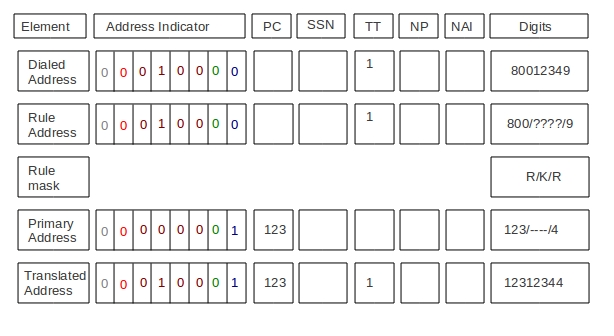 Element Address Indicator PC SSN TT NP NAI Digits
Dialed Address 0 0 0 1 0 0 0 0 1 80012349
Rule Address 0 0 0 1 0 0 0 0 1 800/????/9
Rule mask R/K/R
Primary Address 0 0 0 0 0 0 0 1 123 123/----/4
Translated Address 0 0 0 1 0 0 0 1 123 1 12312344